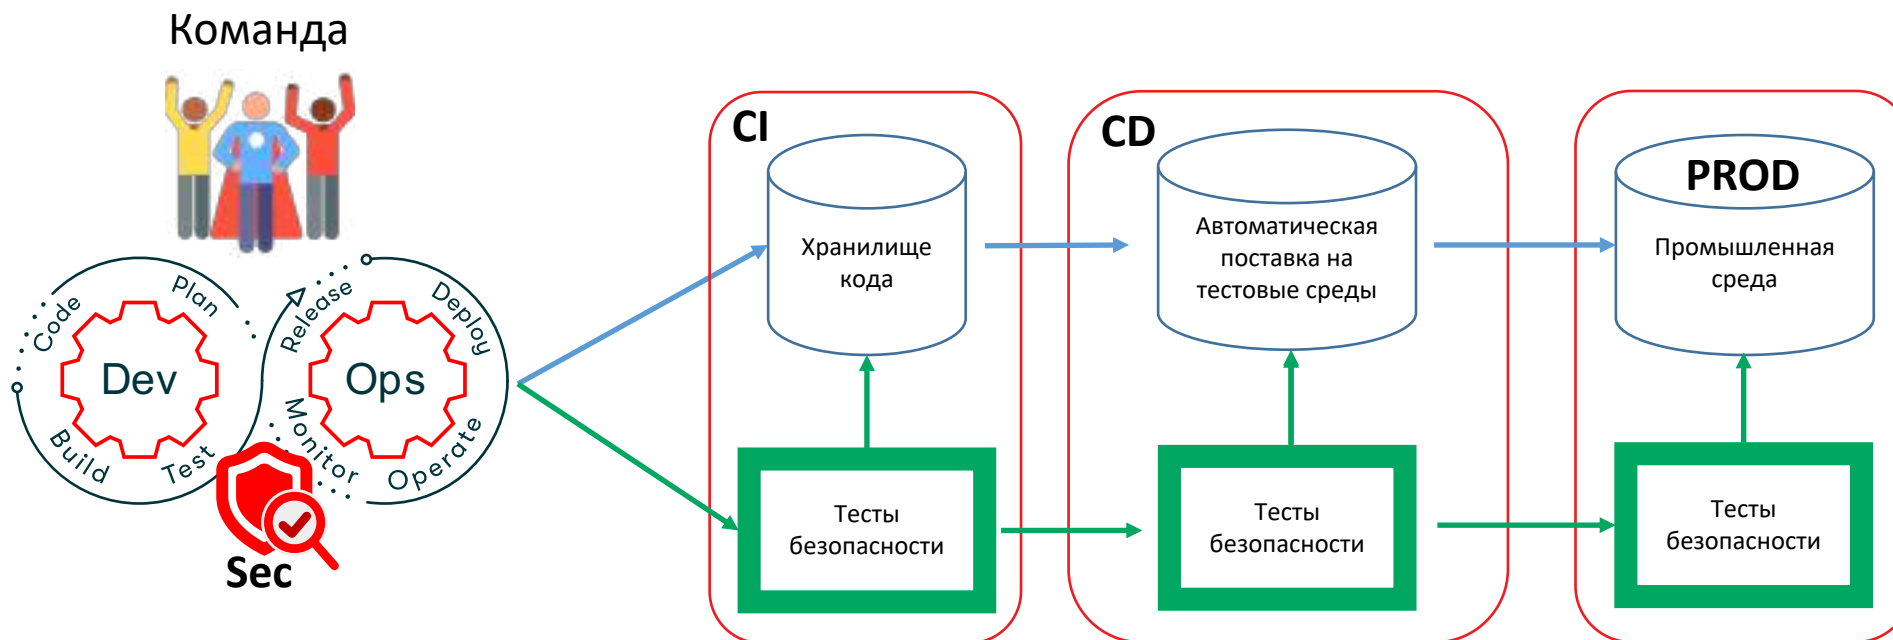 Команда
Code
Plan
Build
Test
Dev
Release
Deploy
Monitor
Operate
Ops
Sec
CI
Хранилище
кода
Тесты
безопасности
CD
Автоматическая
поставка на
тестовые среды
Тесты
безопасности
PROD
Промышленная
среда
Тесты
безопасности